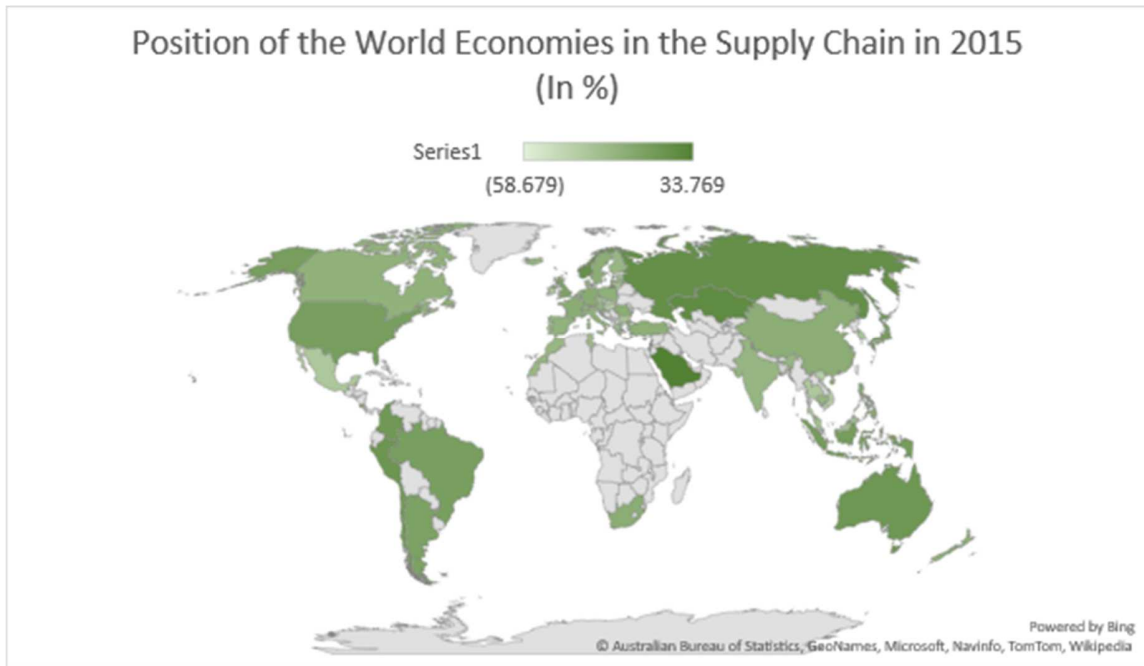 Position of the World Economies in the Supply Chain in 2015
(In %)
Series1
(58.679) 33.769
Powered by Bing
© Australian Bureau of Statistics, GeoNames, Microsoft, Navinfo, TomTom, Wikipedia